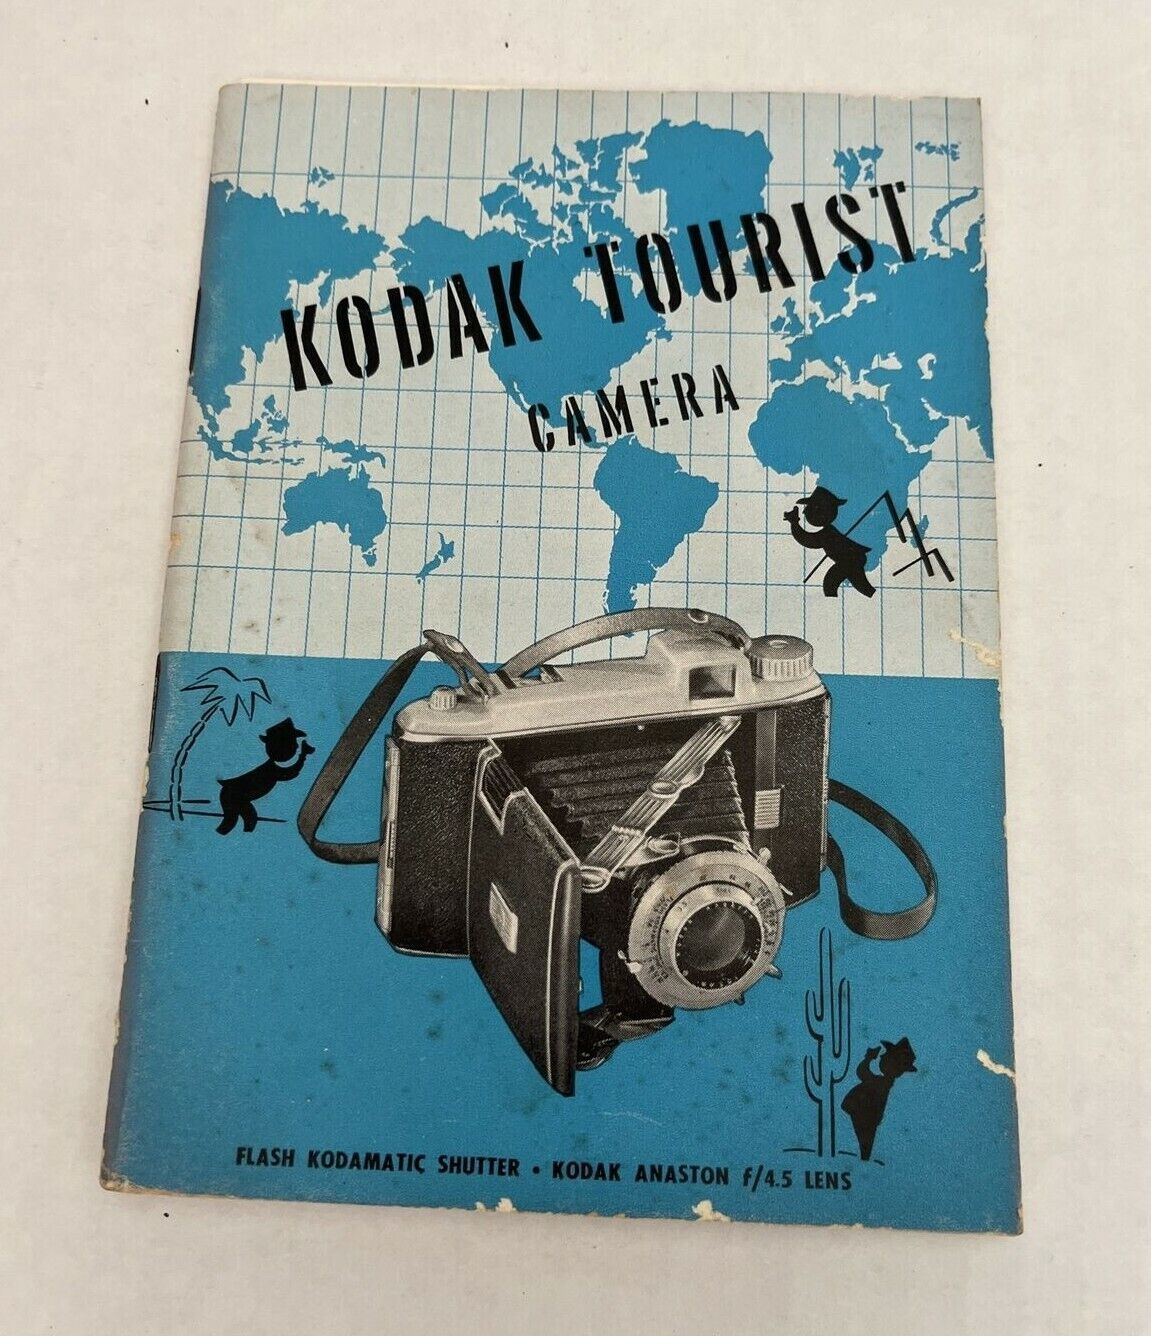 KODAK TOURIST
CAMERA
FLASH KODAMATIC SHUTTER • KODAK ANASTON f/4.5 LENS